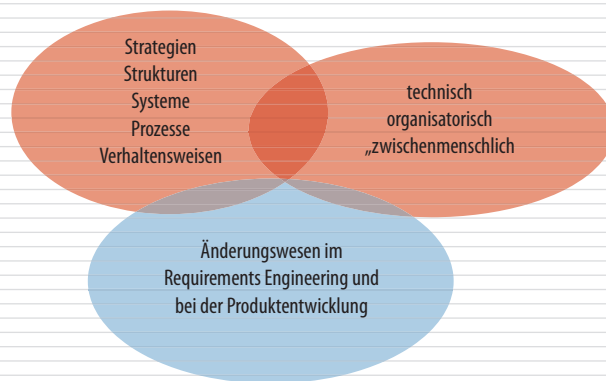 Strategien
Strukturen
Systeme
Prozesse
Verhaltensweisen
technisch
organisatorisch
„zwischenmenschlich
Änderungswesen im
Requirements Engineering und
bei der Produktentwicklung